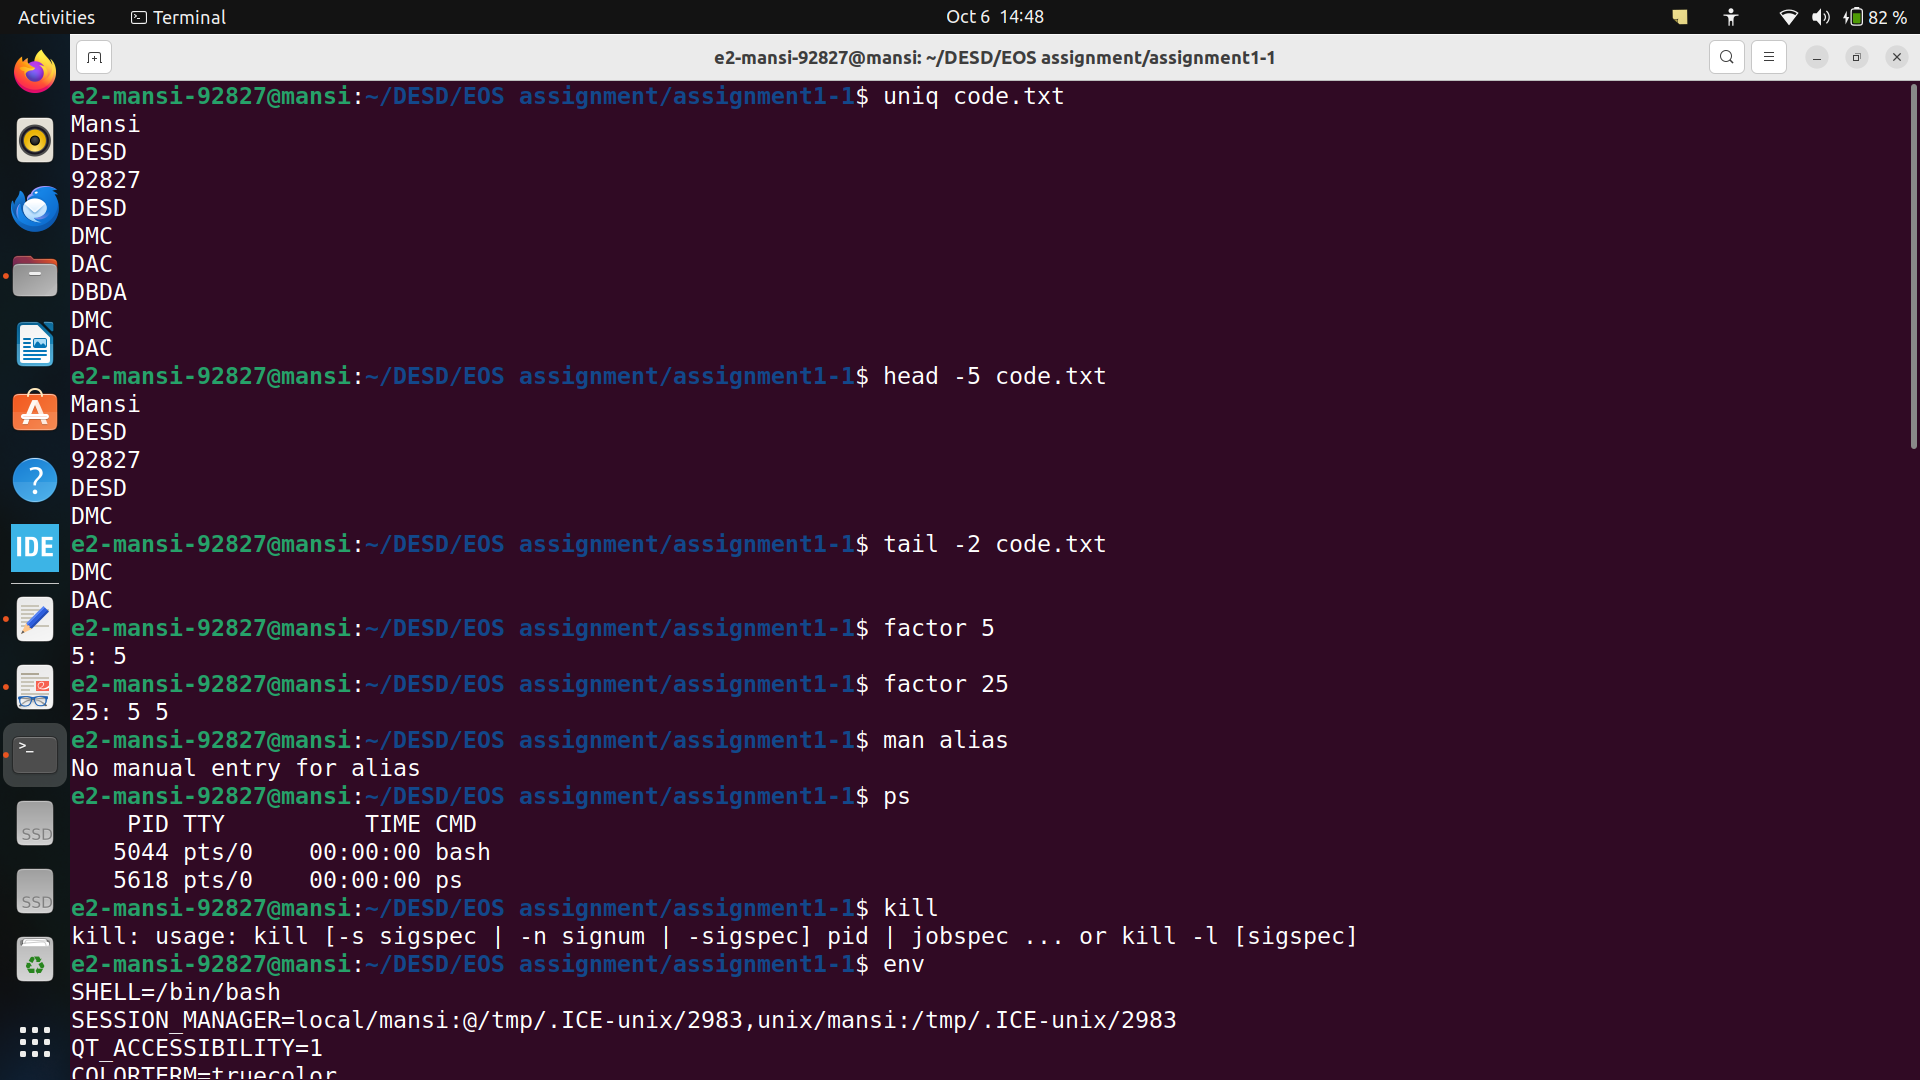 Activities Terminal Oct 6 14:48 82 %
e2-mansi-92827@mansi: ~/DESD/EOS assignment/assignment1-1
e2-mansi-92827@mansi:~/DESD/EOS assignment/assignment1-1$ uniq code.txt
Mansi
DESD
92827
DESD
DMC
DAC
DBDA
DMC
DAC
e2-mansi-92827@mansi:~/DESD/EOS assignment/assignment1-1$ head -5 code.txt
Mansi
DESD
92827
DESD
DMC
e2-mansi-92827@mansi:~/DESD/EOS assignment/assignment1-1$ tail -2 code.txt
DMC
DAC
e2-mansi-92827@mansi:~/DESD/EOS assignment/assignment1-1$ factor 5
5: 5
e2-mansi-92827@mansi:~/DESD/EOS assignment/assignment1-1$ factor 25
25: 5 5
e2-mansi-92827@mansi:~/DESD/EOS assignment/assignment1-1$ man alias
No manual entry for alias
e2-mansi-92827@mansi:~/DESD/EOS assignment/assignment1-1$ ps
    PID TTY          TIME CMD
   5044 pts/0    00:00:00 bash
   5618 pts/0    00:00:00 ps
e2-mansi-92827@mansi:~/DESD/EOS assignment/assignment1-1$ kill
kill: usage: kill [-s sigspec | -n signum | -sigspec] pid | jobspec ... or kill -l [sigspec]
e2-mansi-92827@mansi:~/DESD/EOS assignment/assignment1-1$ env
SHELL=/bin/bash
SESSION_MANAGER=local/mansi:@/tmp/.ICE-unix/2983,unix/mansi:/tmp/.ICE-unix/2983
QT_ACCESSIBILITY=1
COLORTERM=truecolor
IDE
SSD
SSD